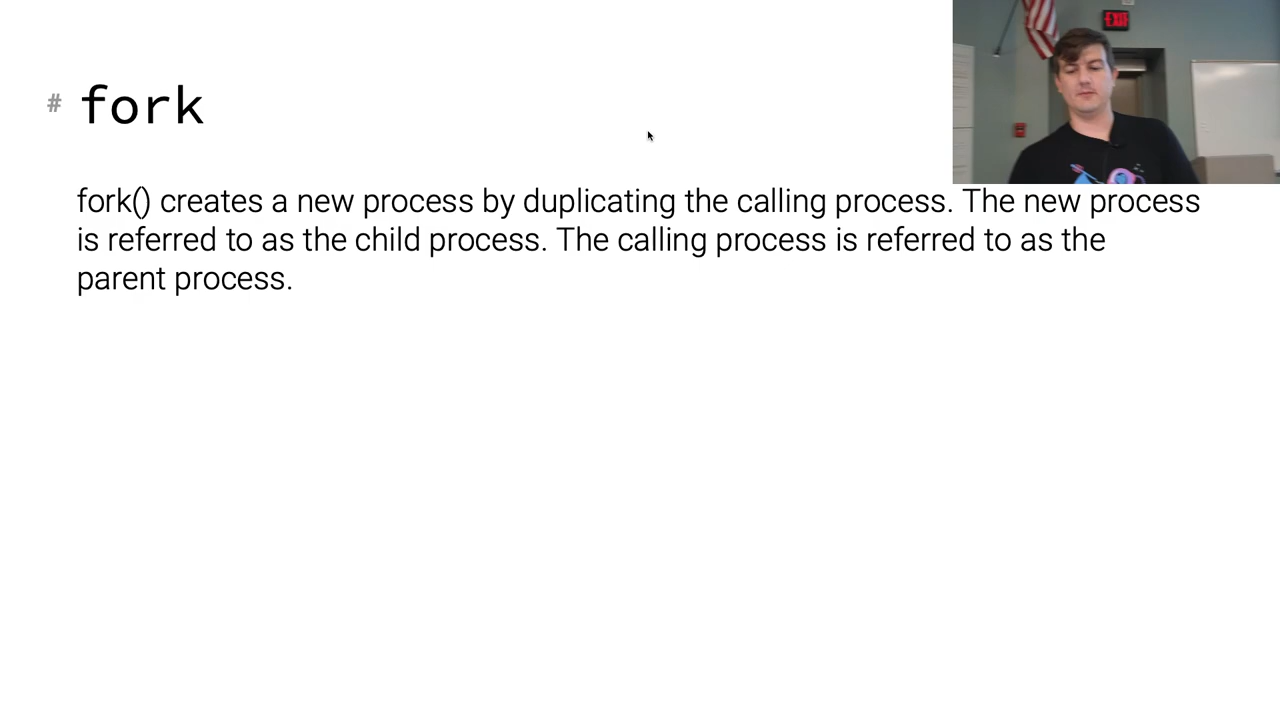 EXIT
# fork
fork() creates a new process by duplicating the calling process. The new process
is referred to as the child process. The calling process is referred to as the
parent process.